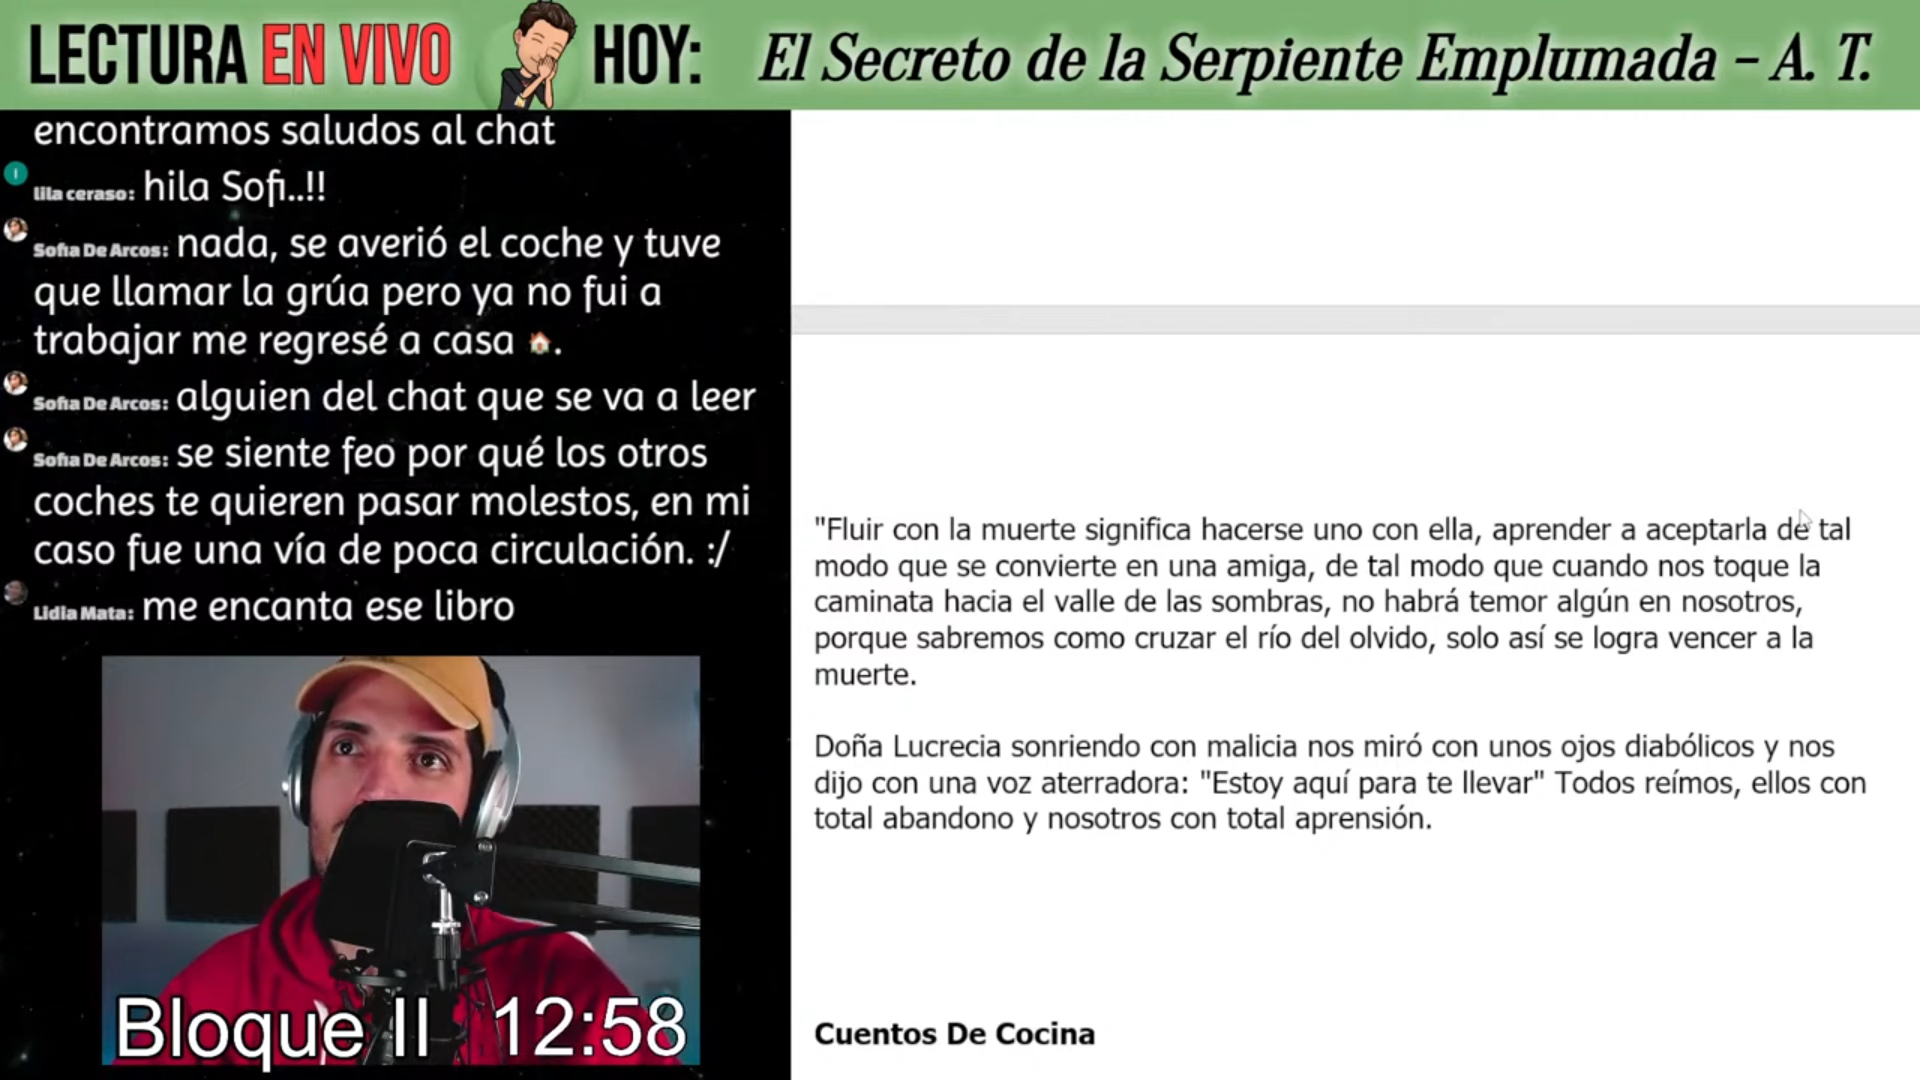 LECTURA EN VIVO HOY: El Secreto de la Serpiente Emplumada - A. T.
encontramos saludos al chat
lila ceraso: hila Sofi..!!
Sofia De Arcos: nada, se averió el coche y tuve
que llamar la grúa pero ya no fui a
trabajar me regresé a casa 🏠.
Sofia De Arcos: alguien del chat que se va a leer
Sofia De Arcos: se siente feo por qué los otros
coches te quieren pasar molestos, en mi
caso fue una vía de poca circulación. :/
Lidia Mata: me encanta ese libro
Bloque II 12:58
"Fluir con la muerte significa hacerse uno con ella, aprender a aceptarla de tal
modo que se convierte en una amiga, de tal modo que cuando nos toque la
caminata hacia el valle de las sombras, no habrá temor algún en nosotros,
porque sabremos como cruzar el río del olvido, solo así se logra vencer a la
muerte.
Doña Lucrecia sonriendo con malicia nos miró con unos ojos diabólicos y nos
dijo con una voz aterradora: "Estoy aquí para te llevar" Todos reímos, ellos con
total abandono y nosotros con total aprensión.
Cuentos De Cocina